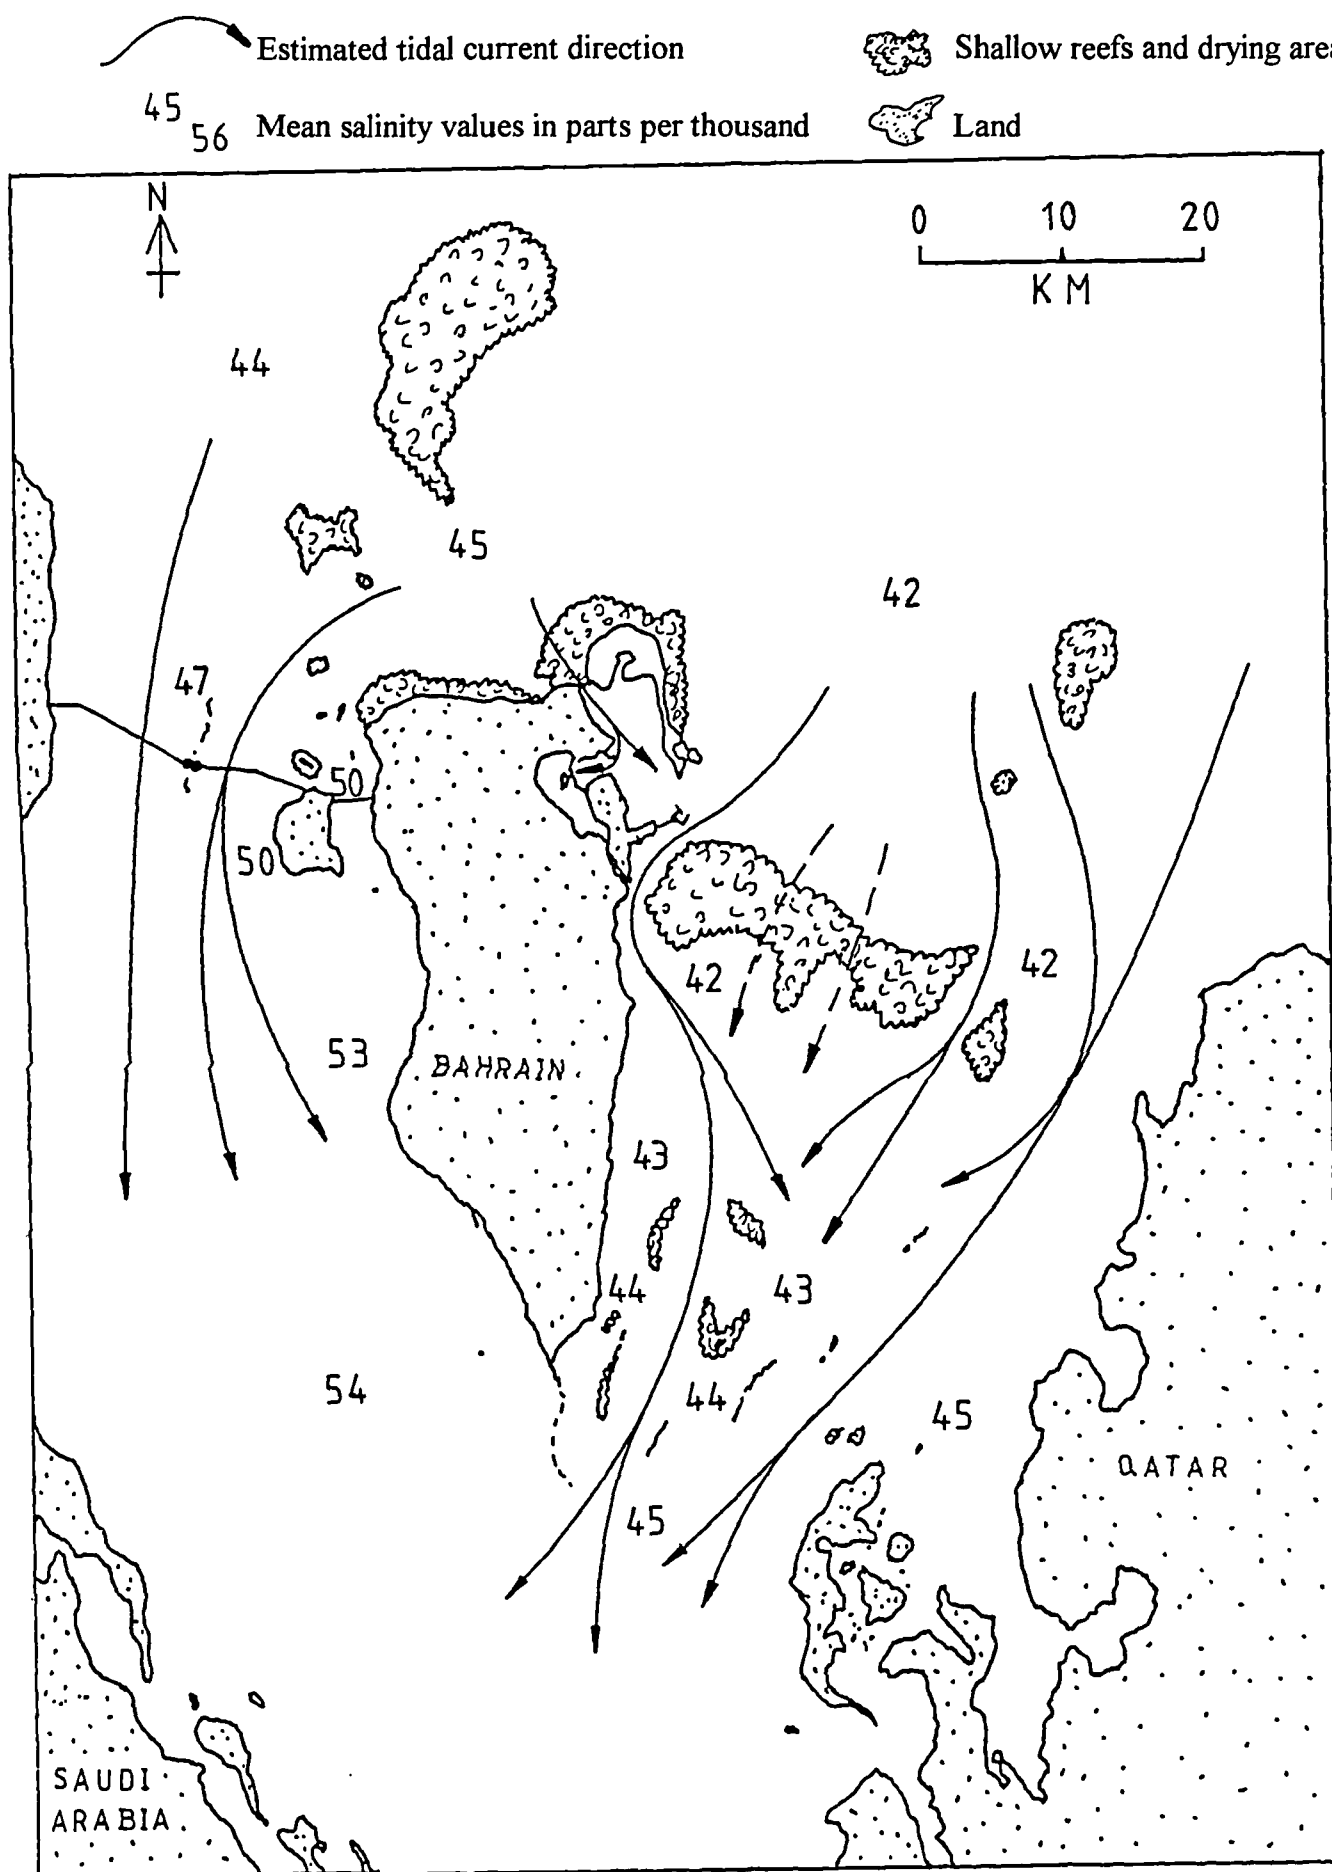 Estimated tidal current direction
Shallow reefs and drying area
45
56
Mean salinity values in parts per thousand
Land
N
0 10 20
KM
44
45
42
47
50
50
42
42
53
BAHRAIN
43
44
43
54
44
45
QATAR
45
SAUDI
ARABIA